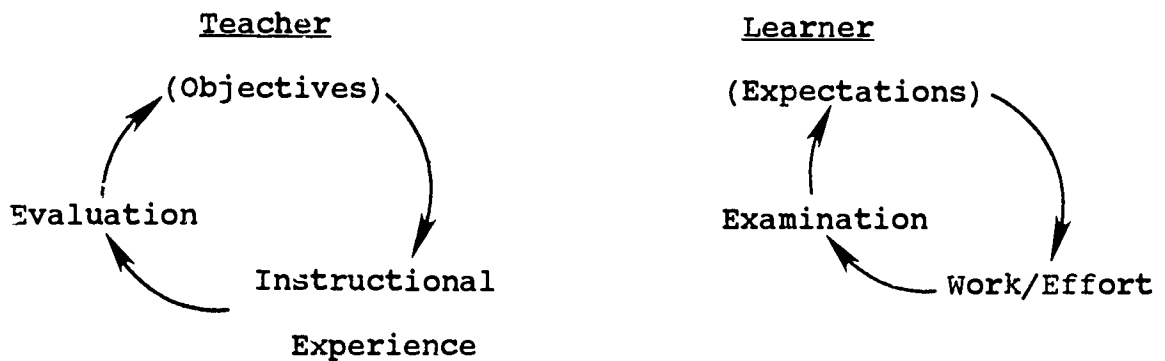 Teacher
(Objectives)
Evaluation
Instructional
Experience
Learner
(Expectations)
Examination
Work/Effort